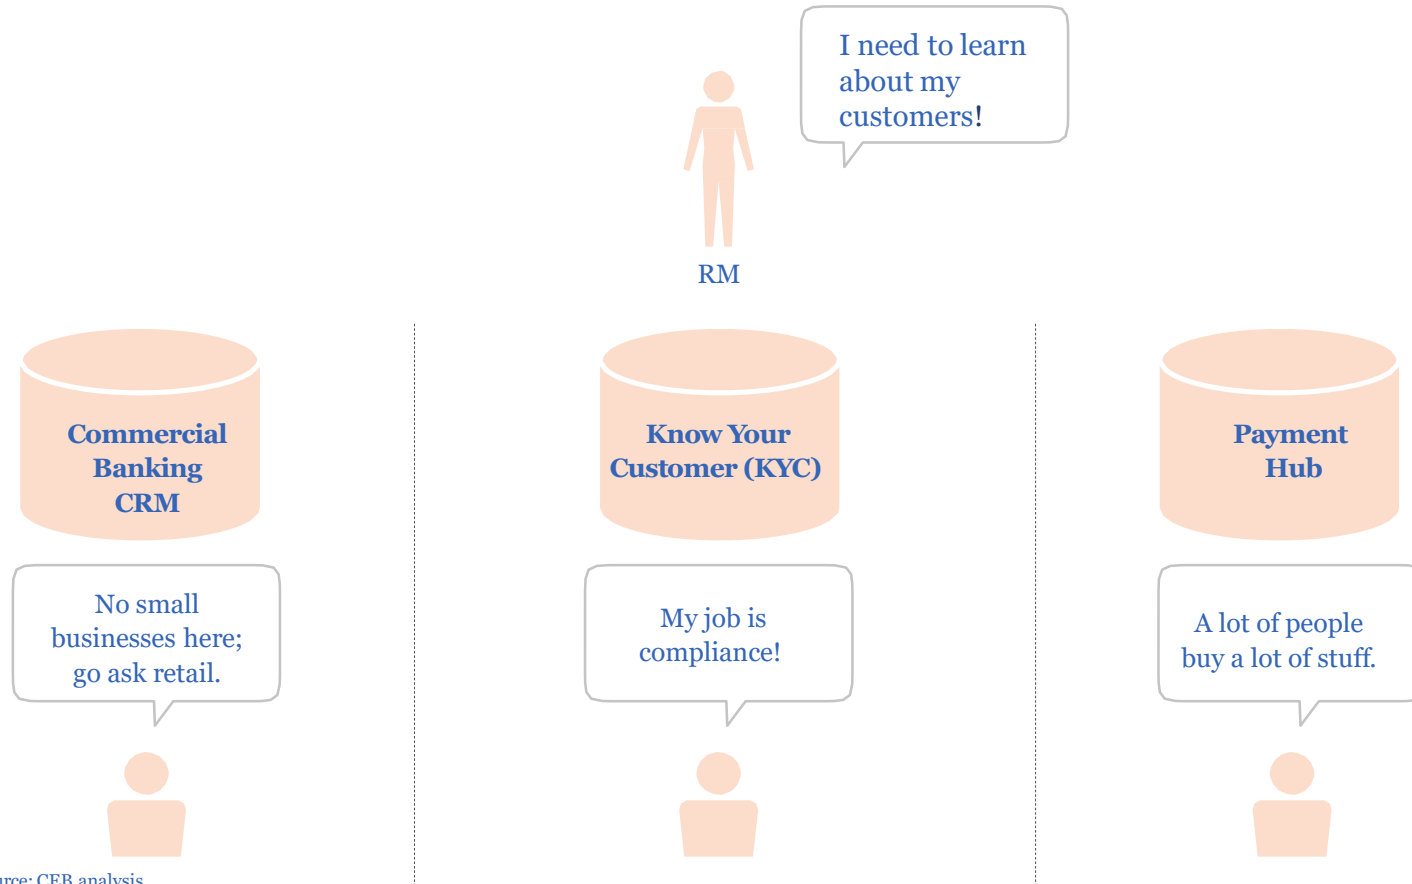 I need to learn
about my
customers!
RM
Commercial
Banking
CRM
Know Your
Customer (KYC)
Payment
Hub
No small
businesses here;
go ask retail.
My job is
compliance!
A lot of people
buy a lot of stuff.
urce: CEB analysis